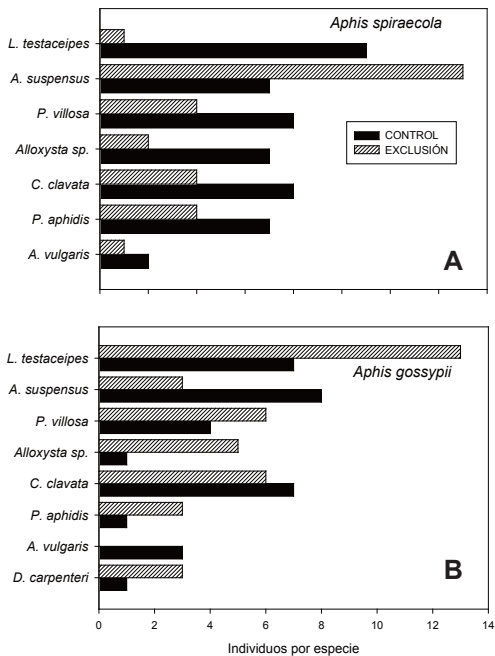 Aphis spiraecola
L. testaceipes
A. suspensus
P. villosa
Alloxysta sp.
C. clavata
P. aphidis
A. vulgaris
CONTROL
EXCLUSIÓN
A
Aphis gossypii
L. testaceipes
A. suspensus
P. villosa
Alloxysta sp.
C. clavata
P. aphidis
A. vulgaris
D. carpenteri
B
0 2 4 6 8 10 12 14
Individuos por especie